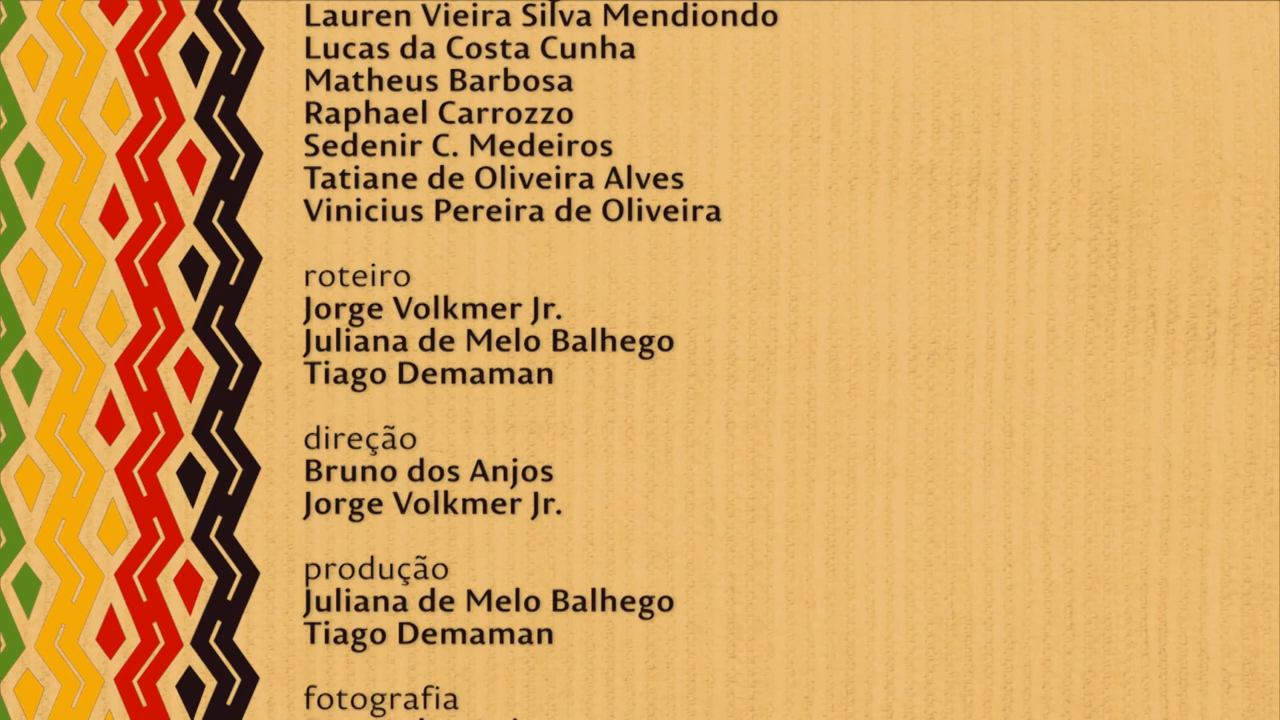 Lauren Vieira Silva Mendiondo
Lucas da Costa Cunha
Matheus Barbosa
Raphael Carrozzo
Sedenir C. Medeiros
Tatiane de Oliveira Alves
Vinicius Pereira de Oliveira
roteiro
Jorge Volkmer Jr.
Juliana de Melo Balhego
Tiago Demaman
direção
Bruno dos Anjos
Jorge Volkmer Jr.
produção
Juliana de Melo Balhego
Tiago Demaman
fotografia